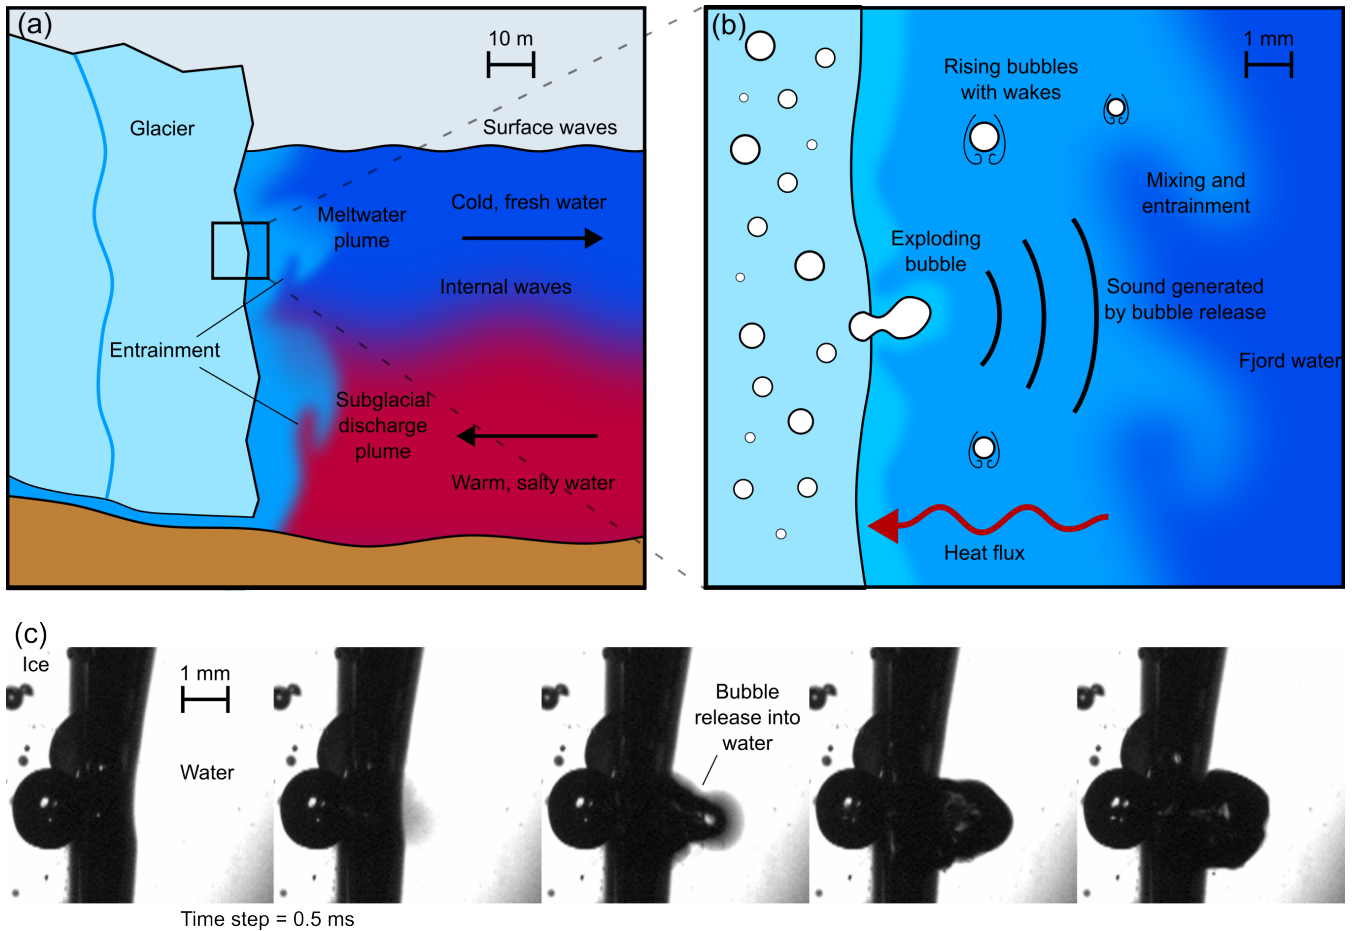 (a)
10 m
Glacier
Surface waves
Meltwater
plume
Cold, fresh water
Internal waves
Entrainment
Subglacial
discharge
plume
Warm, salty water
(b)
1 mm
Rising bubbles
with wakes
Mixing and
entrainment
Exploding
bubble
Sound generated
by bubble release
Fjord water
Heat flux
(c)
Ice
1 mm
Water
Bubble
release into
water
Time step = 0.5 ms